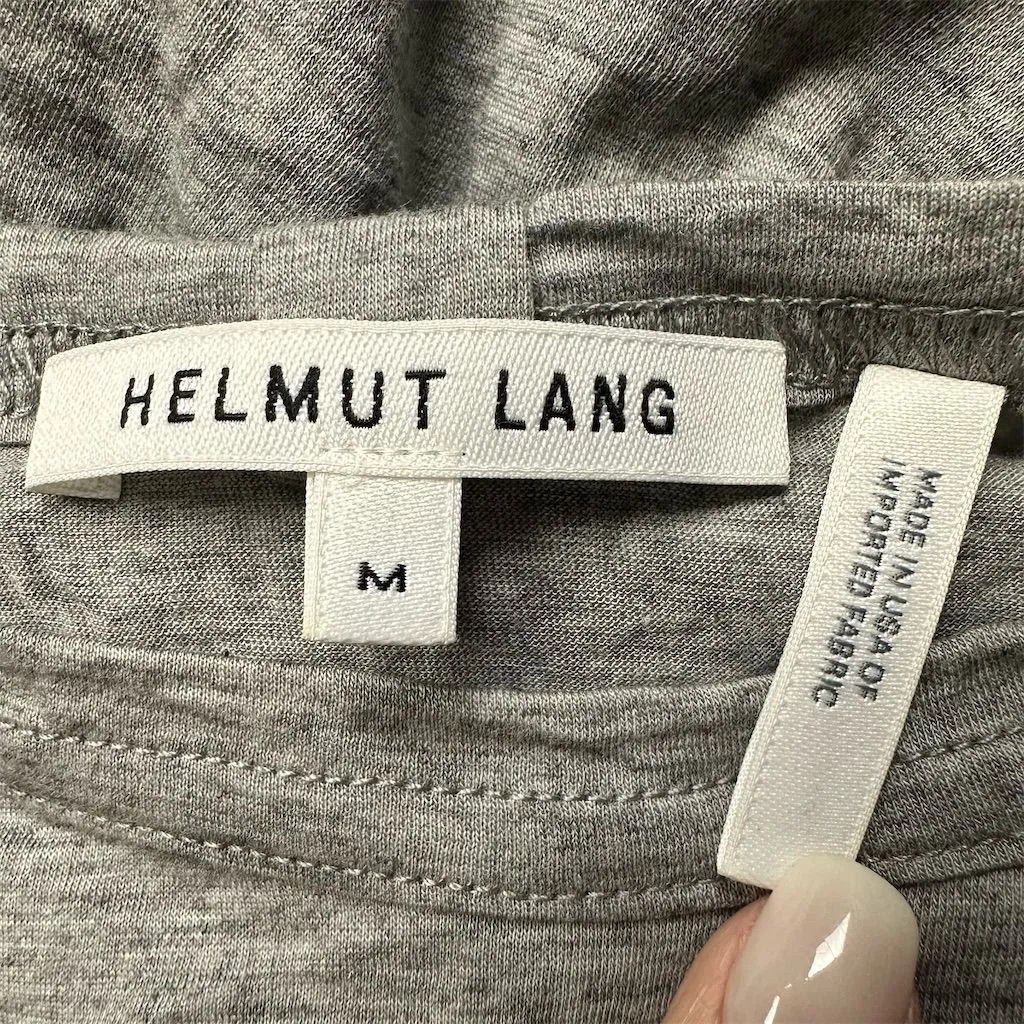 HELMUT LANG
M
MADE IN USA OF
IMPORTED FABRIC